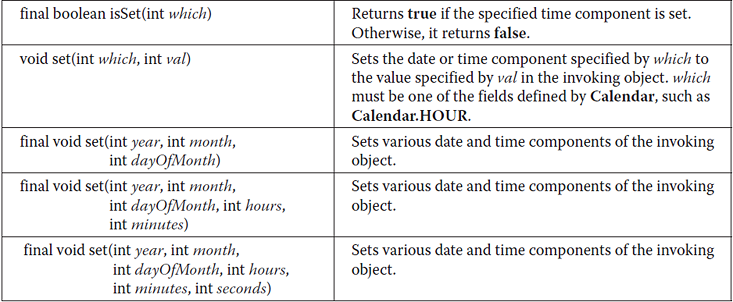 final boolean isSet(int which)
Returns true if the specified time component is set.
Otherwise, it returns false.
void set(int which, int val)
Sets the date or time component specified by which to
the value specified by val in the invoking object. which
must be one of the fields defined by Calendar, such as
Calendar.HOUR.
final void set(int year, int month,
int dayOfMonth)
Sets various date and time components of the invoking
object.
final void set(int year, int month,
int dayOfMonth, int hours,
int minutes)
Sets various date and time components of the invoking
object.
final void set(int year, int month,
int dayOfMonth, int hours,
int minutes, int seconds)
Sets various date and time components of the invoking
object.